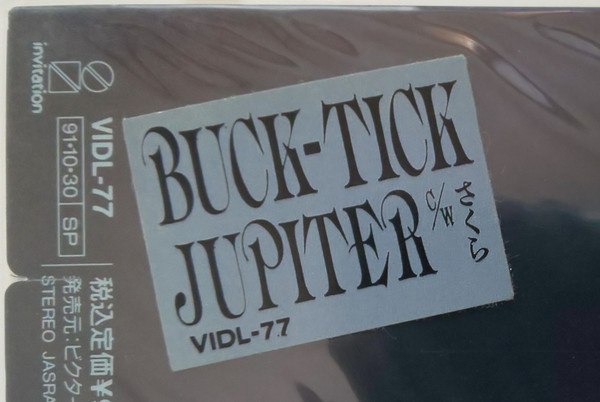 BUCK-TICK
JUPITER
C/W さくら
VIDL-77
invitation
VIDL-77
91・10・30 SP
税込定価¥
発売元:ビクター
STEREO JASRA